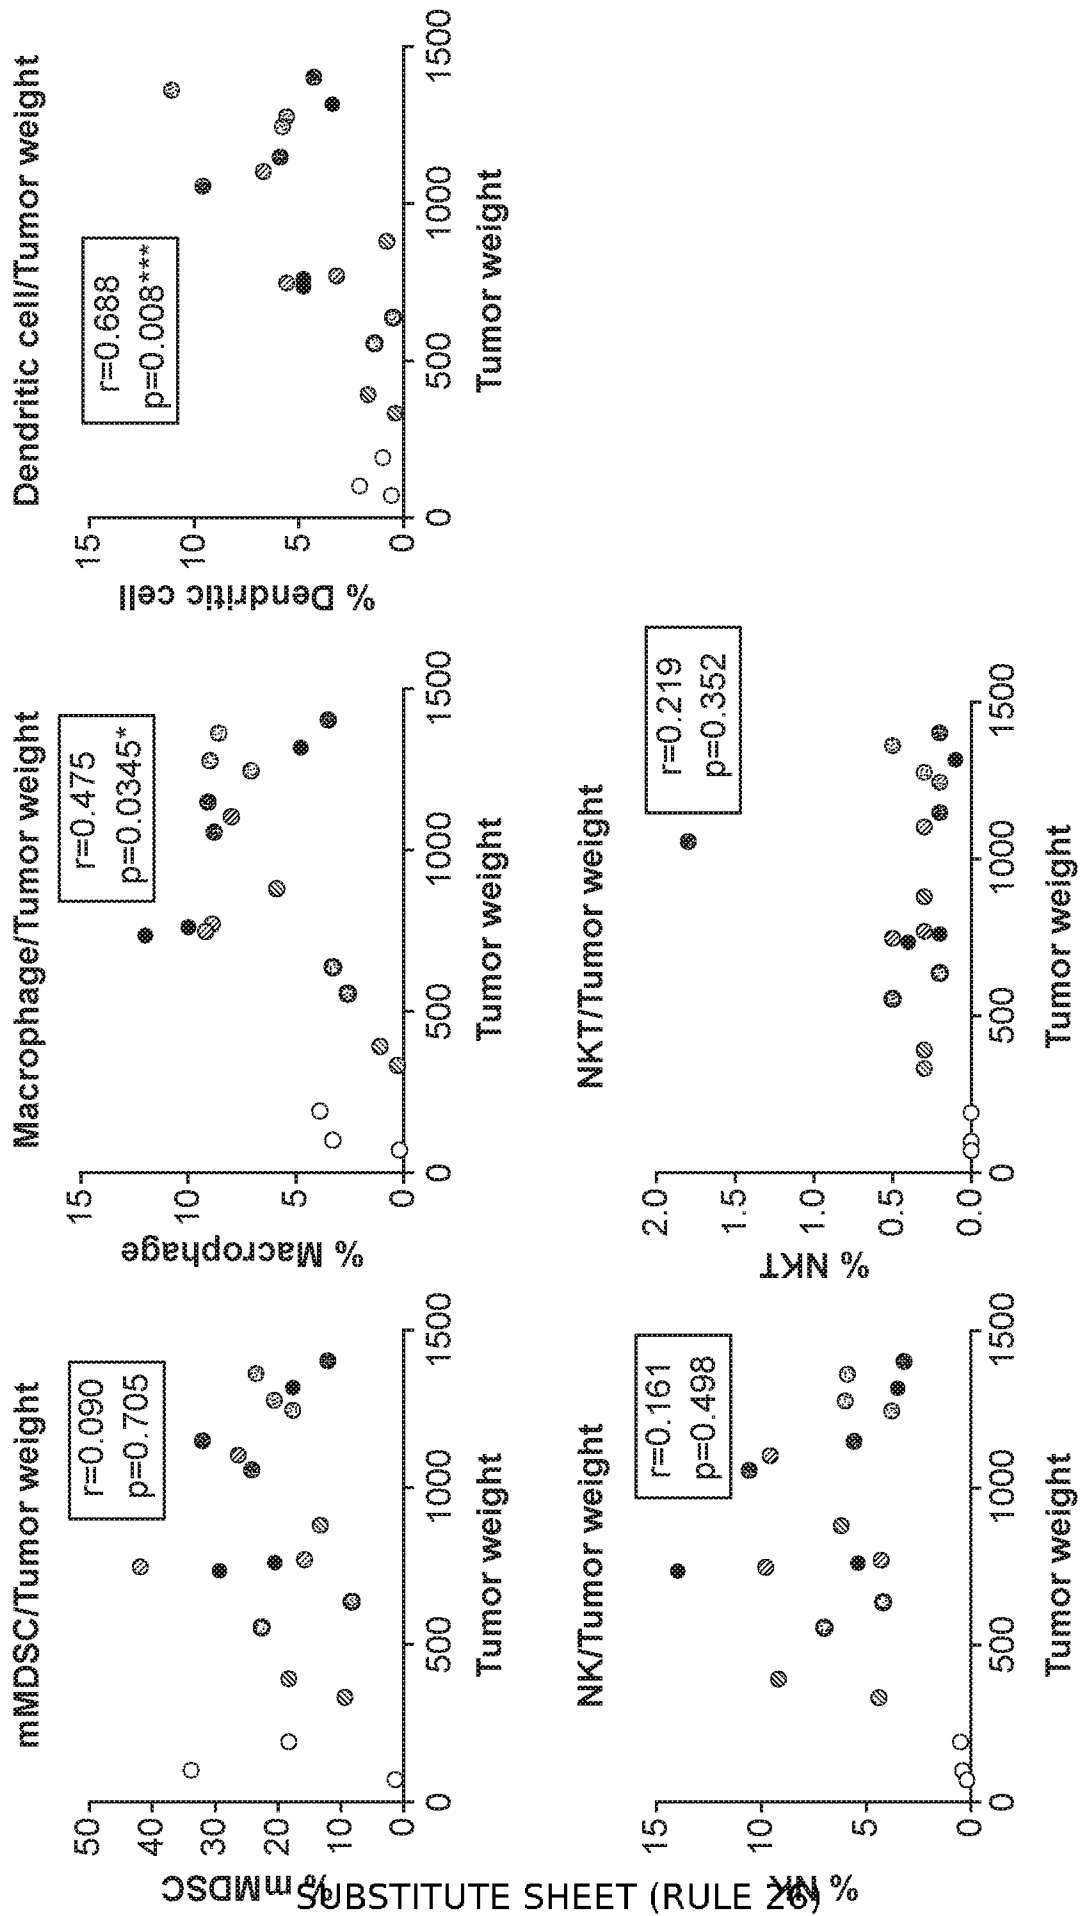 mMDSC/Tumor weight
r=0.090
p=0.705
% mMDSC
50
40
30
20
10
0
0
500
1000
1500
Tumor weight
Macrophage/Tumor weight
r=0.475
p=0.0345*
% Macrophage
15
10
5
0
0
500
1000
1500
Tumor weight
Dendritic cell/Tumor weight
r=0.688
p=0.008***
% Dendritic cell
15
10
5
0
0
500
1000
1500
Tumor weight
NK/Tumor weight
r=0.161
p=0.498
% NK
15
10
5
0
0
500
1000
1500
Tumor weight
NKT/Tumor weight
r=0.219
p=0.352
% NKT
2.0
1.5
1.0
0.5
0.0
0
500
1000
1500
Tumor weight
SUBSTITUTE SHEET (RULE 26)